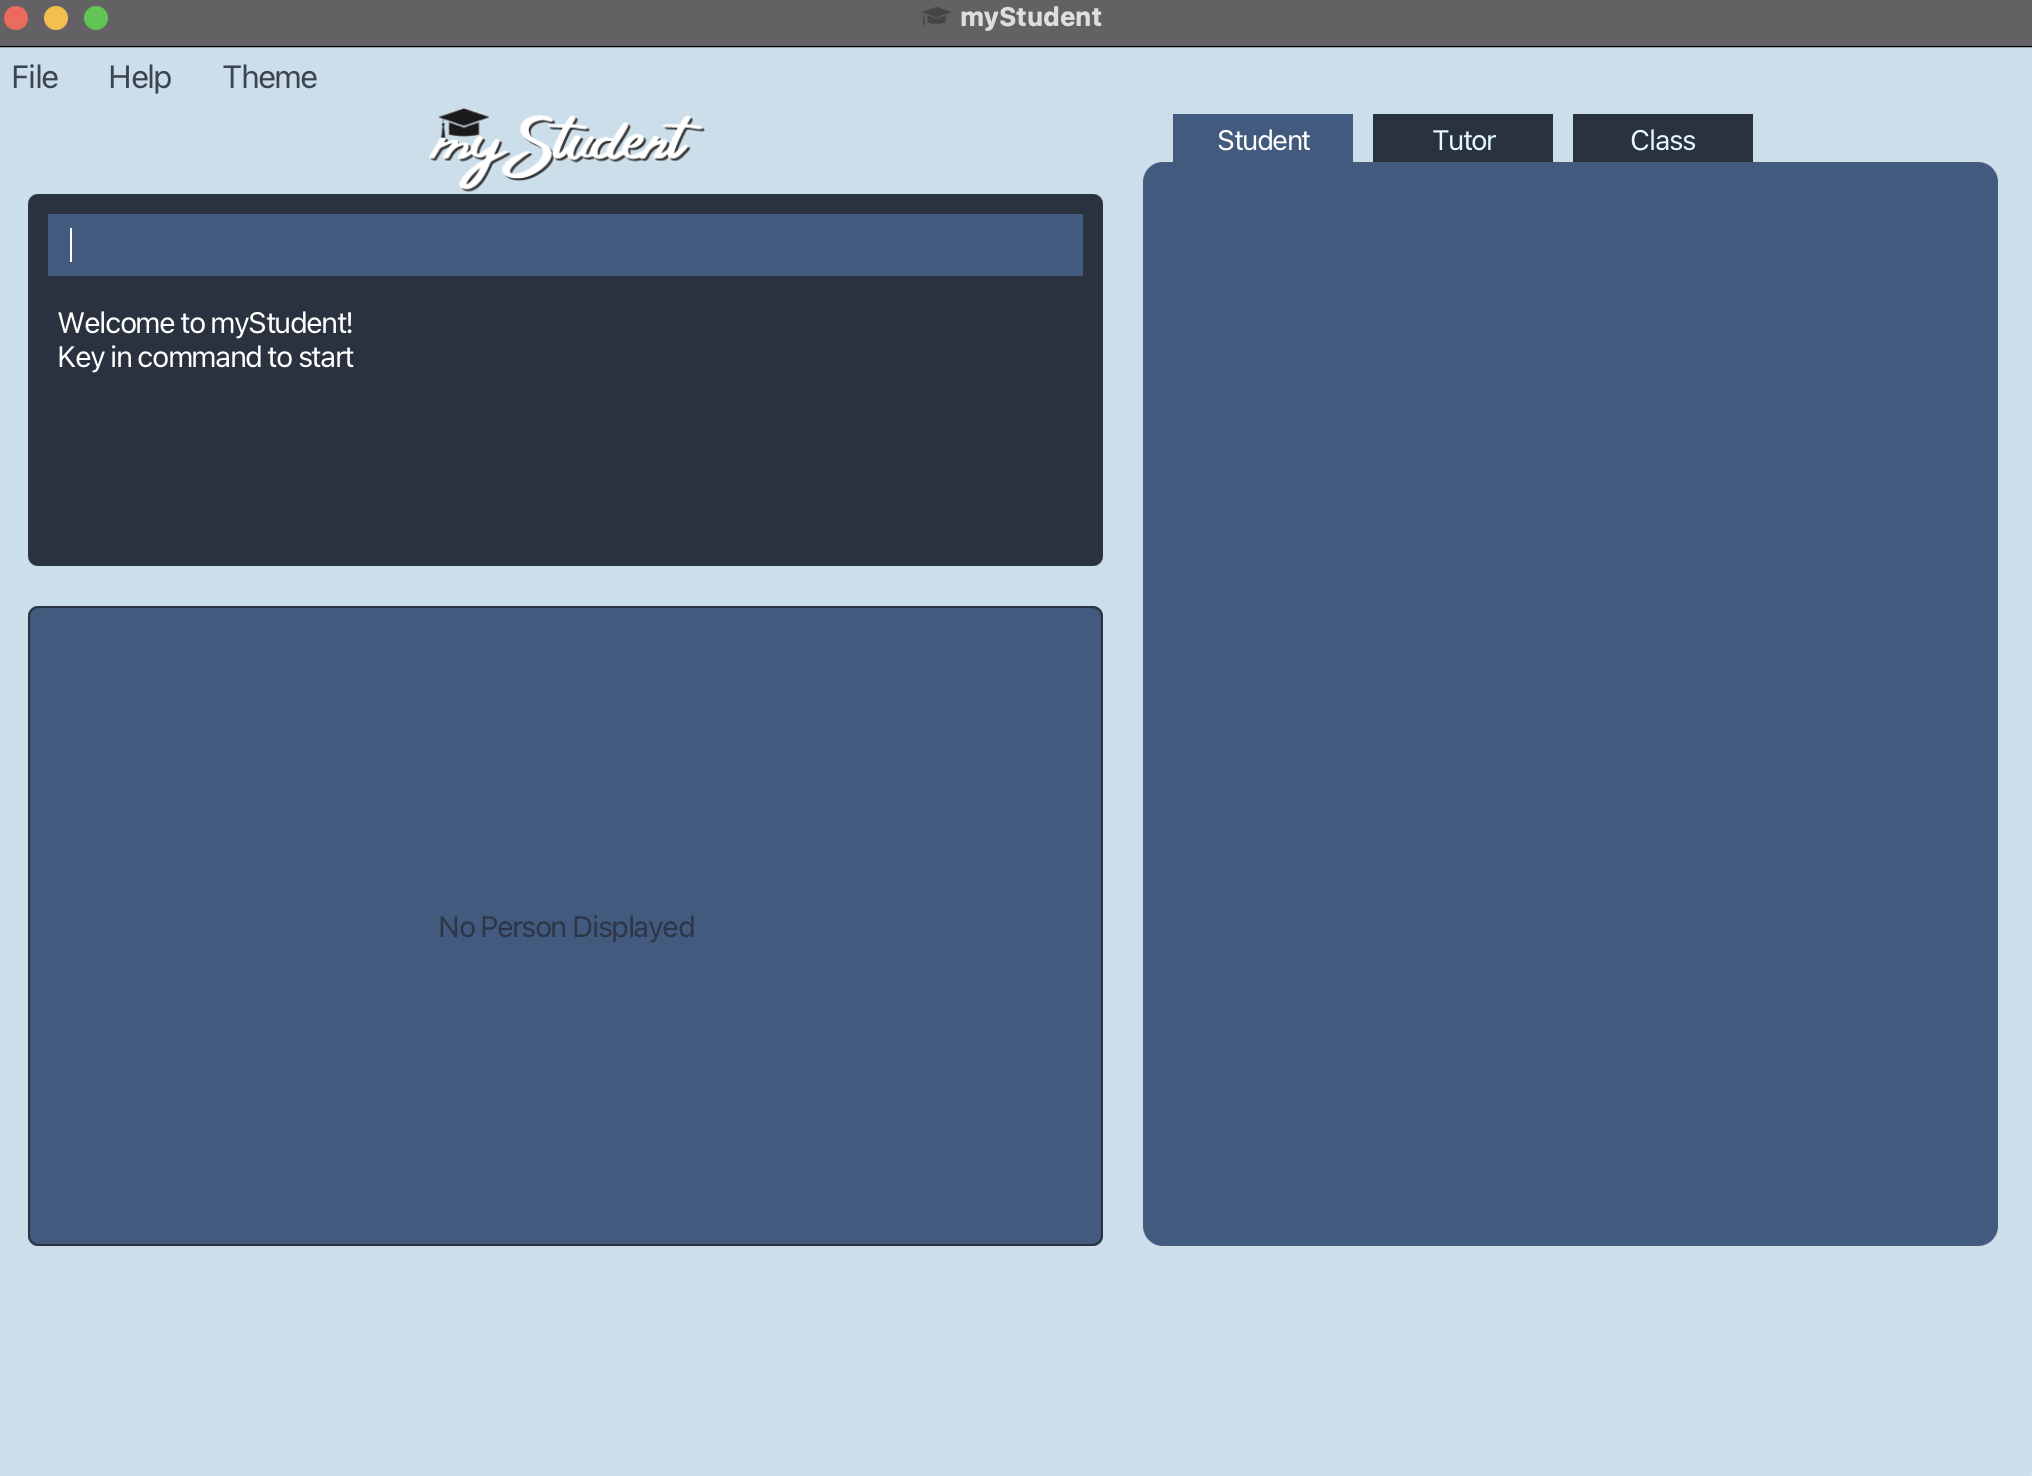 myStudent
File Help Theme
myStudent
Student Tutor Class
Welcome to myStudent!
Key in command to start
No Person Displayed